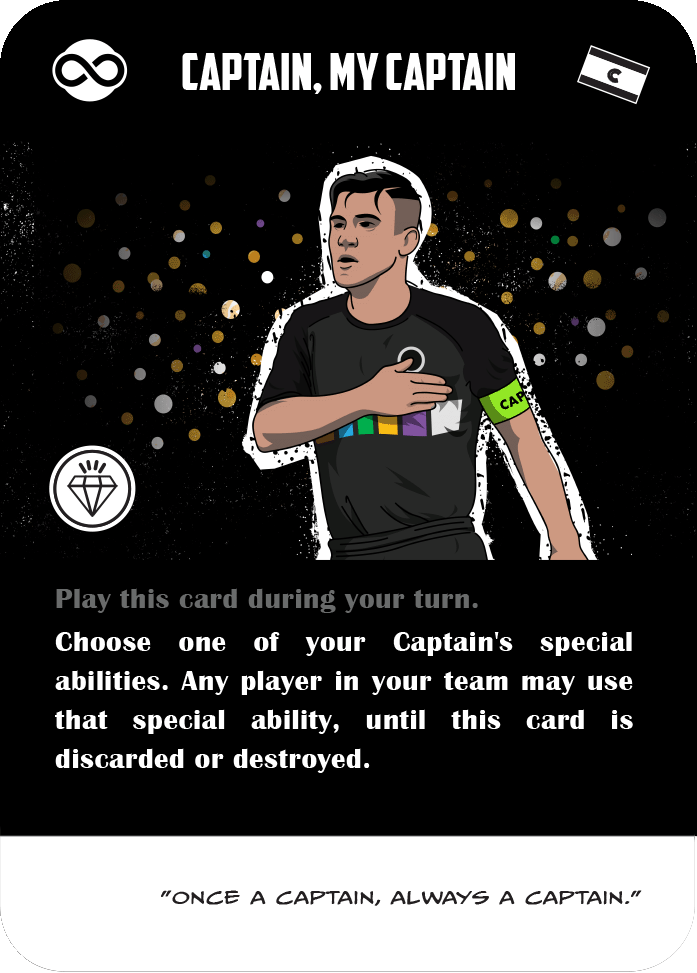 CAPTAIN, MY CAPTAIN
C
CAP
Play this card during your turn.
Choose one of your Captain's special
abilities. Any player in your team may use
that special ability, until this card is
discarded or destroyed.
"ONCE A CAPTAIN, ALWAYS A CAPTAIN."